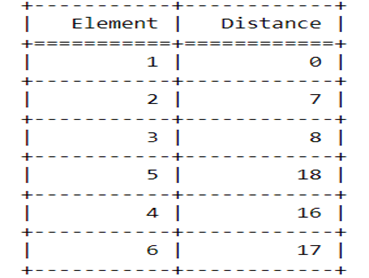 +-----------+------------+
|   Element |   Distance |
+===========+============+
|         1 |          0 |
+-----------+------------+
|         2 |          7 |
+-----------+------------+
|         3 |          8 |
+-----------+------------+
|         5 |         18 |
+-----------+------------+
|         4 |         16 |
+-----------+------------+
|         6 |         17 |
+-----------+------------+